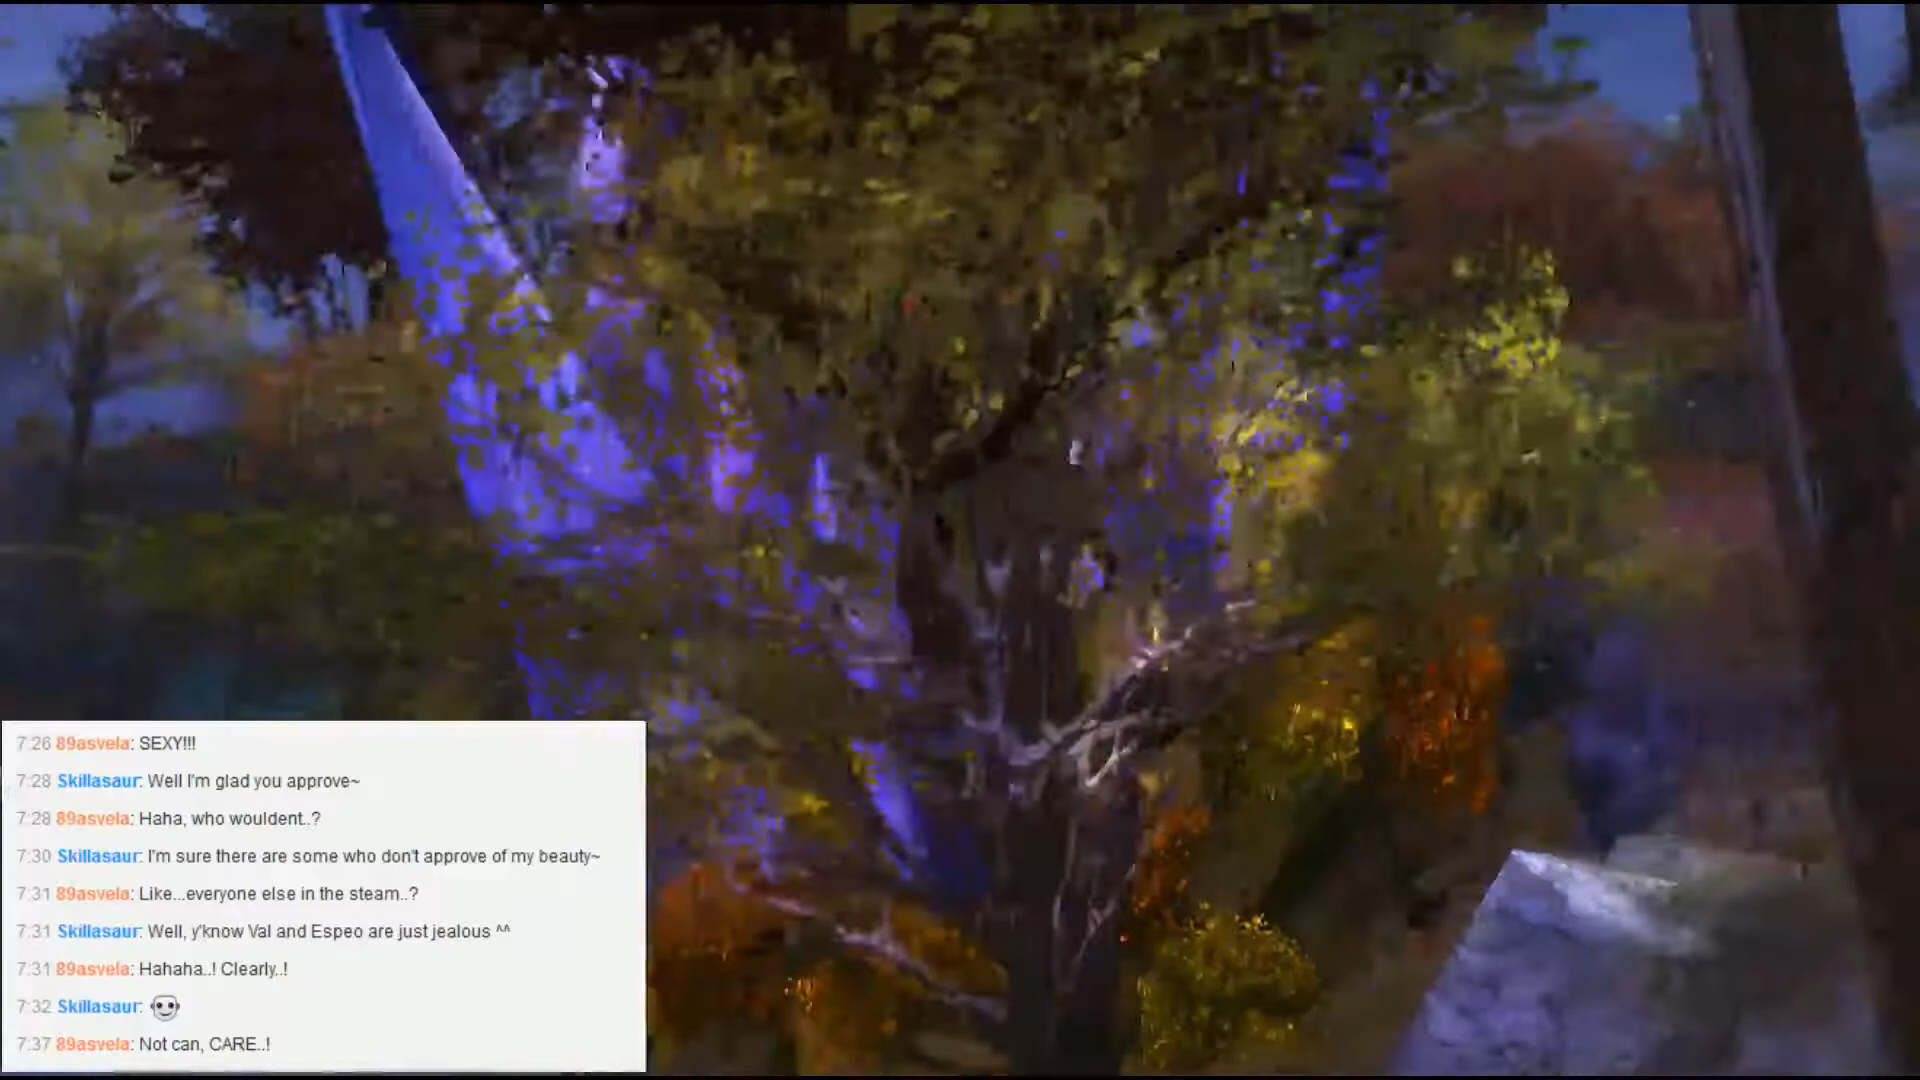 7:26 89asvela: SEXY!!!
7:28 Skillasaur: Well I'm glad you approve~
7:28 89asvela: Haha, who wouldent..?
7:30 Skillasaur: I'm sure there are some who don't approve of my beauty~
7:31 89asvela: Like...everyone else in the steam..?
7:31 Skillasaur: Well, y'know Val and Espeo are just jealous ^^
7:31 89asvela: Hahaha..! Clearly..!
7:32 Skillasaur:
7:37 89asvela: Not can, CARE..!